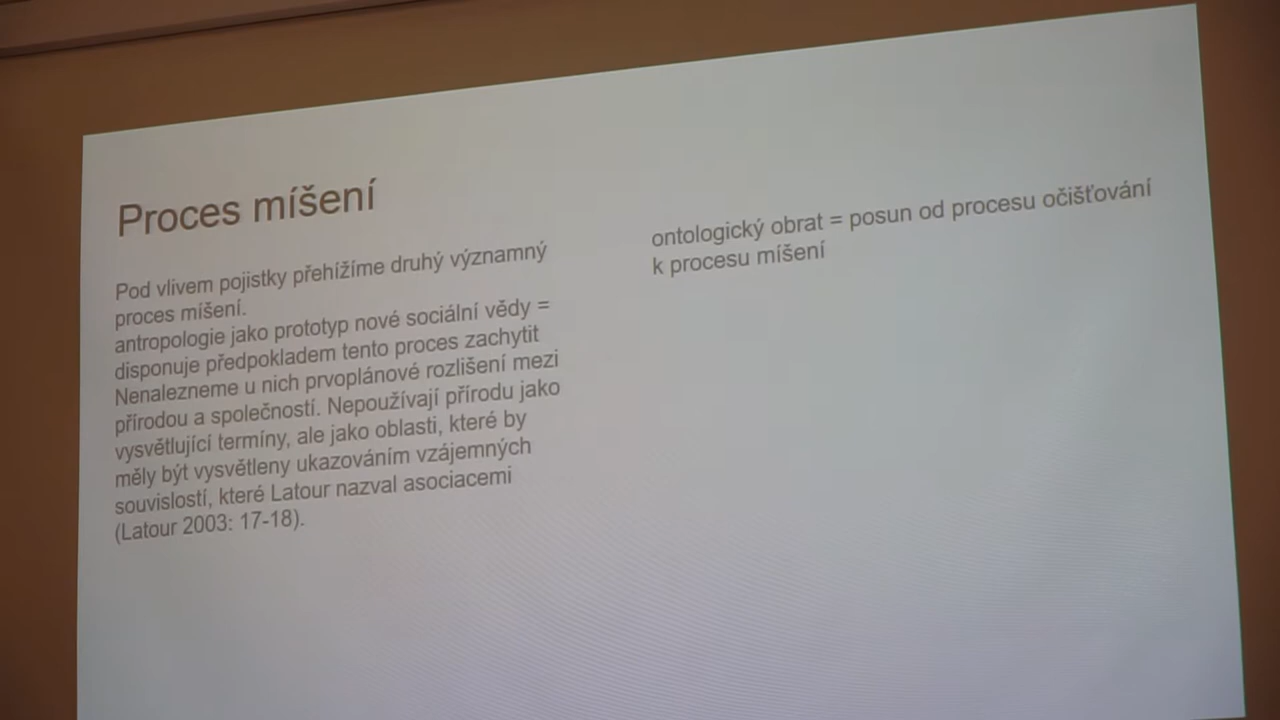 Proces míšení
Pod vlivem pojistky přehížíme druhý významný
proces míšení.
antropologie jako prototyp nové sociální vědy =
disponuje předpokladem tento proces zachytit
Nenalezneme u nich prvoplánové rozlišení mezi
přírodou a společností. Nepoužívají přírodu jako
vysvětlující termíny, ale jako oblasti, které by
měly být vysvětleny ukazováním vzájemných
souvislostí, které Latour nazval asociacemi
(Latour 2003: 17-18).
ontologický obrat = posun od procesu očišťování
k procesu míšení